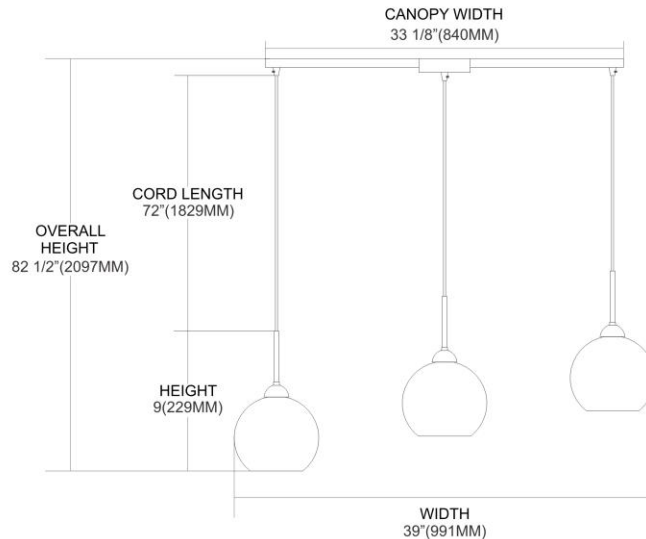 CANOPY WIDTH
33 1/8”(840MM)
CORD LENGTH
72”(1829MM)
OVERALL
HEIGHT
82 1/2”(2097MM)
HEIGHT
9(229MM)
WIDTH
39”(991MM)